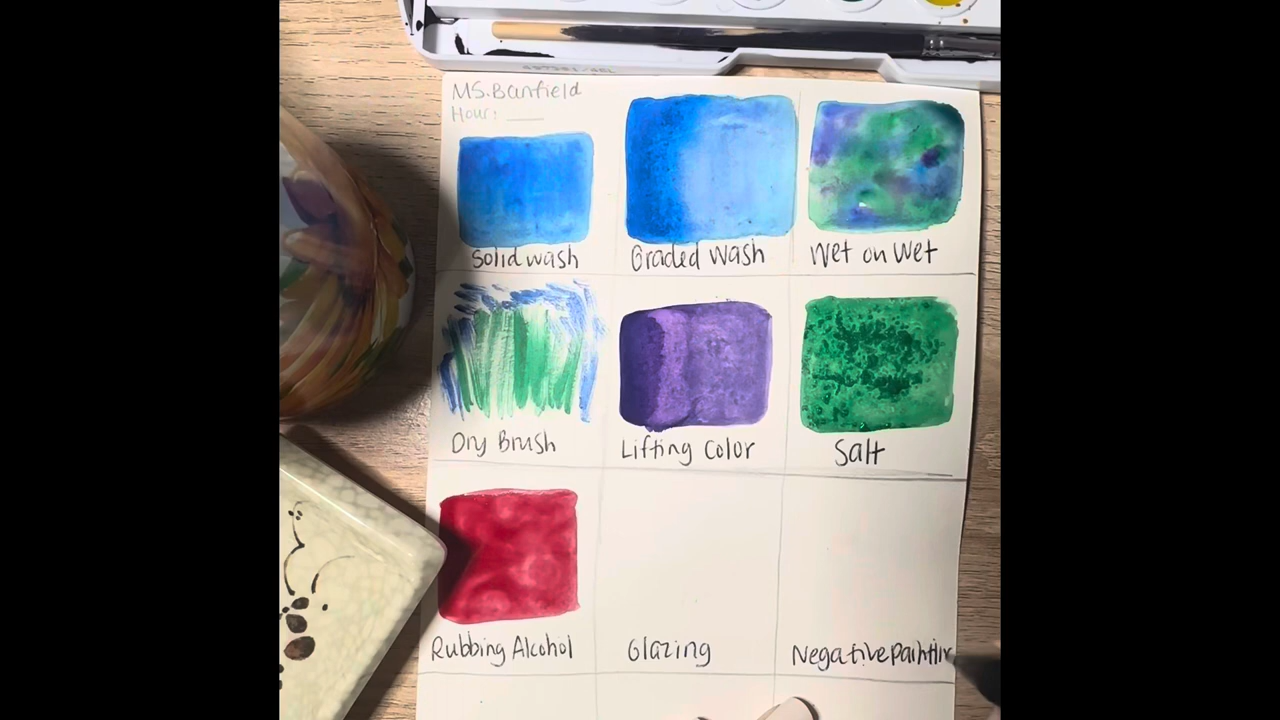 MS. Banfield
Hour: ____
Solid wash
Graded Wash
Wet on Wet
Dry Brush
Lifting Color
Salt
Rubbing Alcohol
Glazing
Negative